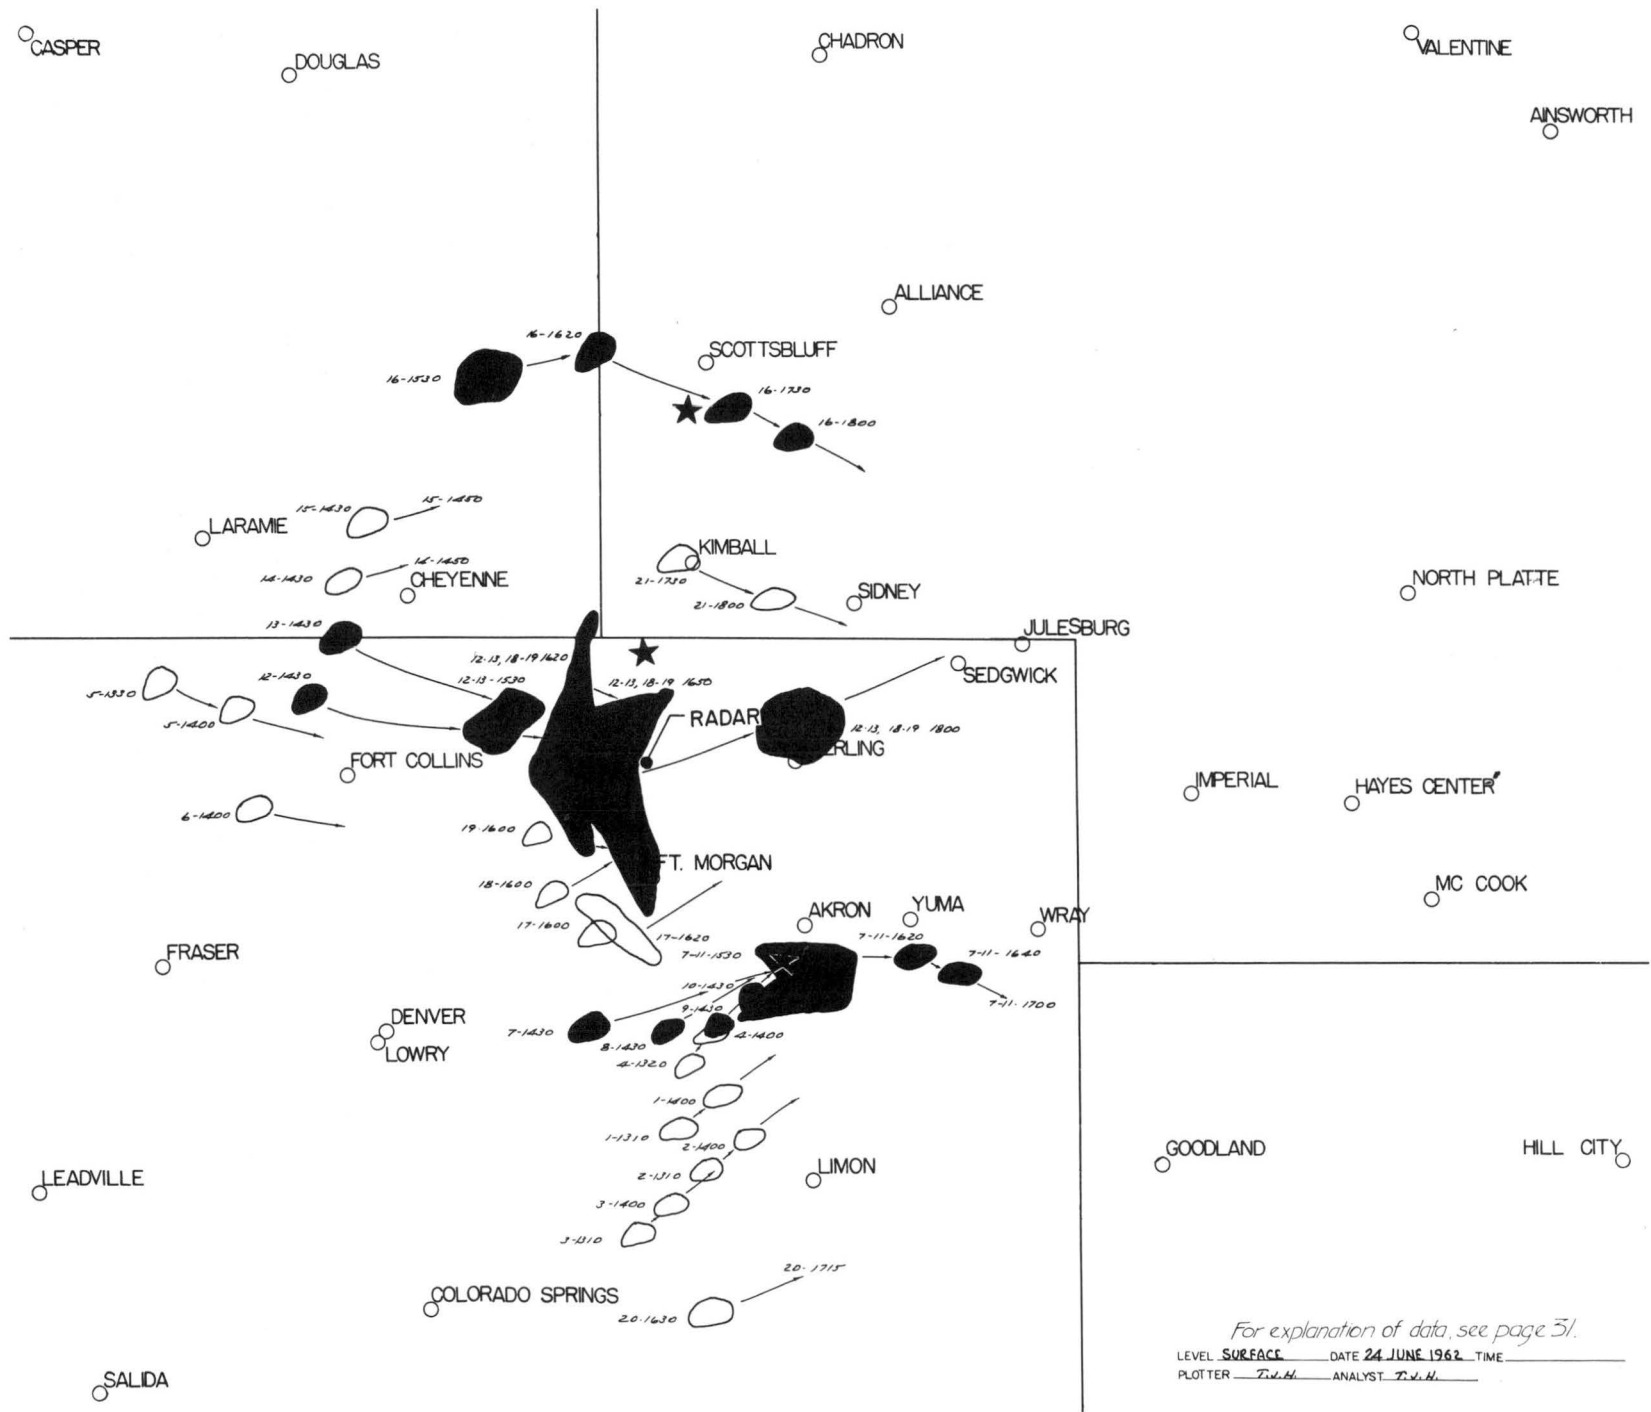 CASPER
DOUGLAS
CHADRON
VALENTINE
AINSWORTH
ALLIANCE
16-1620
SCOTTSBLUFF
16-1530
16-1730
16-1800
15-1430
15-1450
LARAMIE
14-1430
14-1450
CHEYENNE
KIMBALL
21-1730
21-1800
SIDNEY
NORTH PLATTE
13-1430
JULESBURG
12-13, 18-19 1620
12-13-1530
12-13, 18-19 1650
SEDGWICK
5-1330
12-1430
5-1400
RADAR
12-13, 18-19 1800
ERLING
FORT COLLINS
IMPERIAL
HAYES CENTER
6-1400
19-1600
FT. MORGAN
18-1600
MC COOK
AKRON
YUMA
WRAY
17-1600
17-1620
7-11-1620
7-11-1530
7-11-1640
FRASER
10-1430
7-11-1700
9-1430
DENVER
7-1430
LOWRY
8-1430
4-1400
4-1320
1-1400
1-1310
2-1400
GOODLAND
HILL CITY
LIMON
2-1310
LEADVILLE
3-1400
3-1310
20-1715
COLORADO SPRINGS
20-1630
For explanation of data, see page 31.
LEVEL SURFACE DATE 24 JUNE 1962 TIME
PLOTTER T.J.H. ANALYST T.J.H.
SALIDA